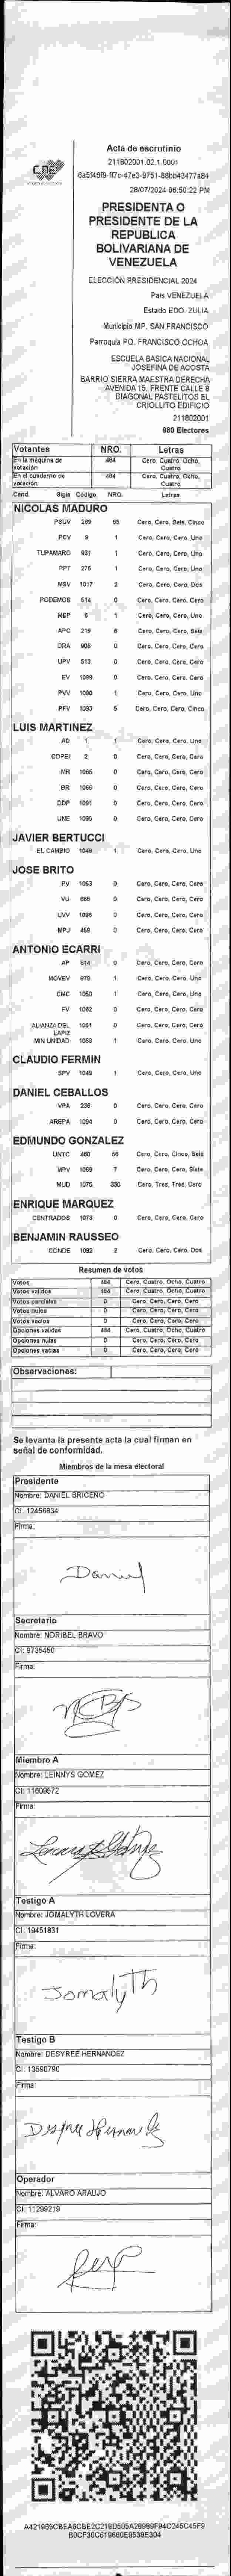 CNE
Acta de escrutinio
211802001.02.1.0001
28/07/2024 06:50:22 PM
PRESIDENTA O
PRESIDENTE DE LA
REPUBLICA
BOLIVARIANA DE
VENEZUELA
ELECCIÓN PRESIDENCIAL 2024
Pais VENEZUELA
Estado EDO. ZULIA
Municipio MP. SAN FRANCISCO
Parroquia PQ. FRANCISCO OCHOA
ESCUELA BASICA NACIONAL
JOSEFINA DE ACOSTA
BARRIO SIERRA MAESTRA DERECHA
AVENIDA 15. FRENTE CALLE 8
DIAGONAL PASTELITOS EL
CRIOLLITO EDIFICIO
211802001
980 Electores
Votantes NRO. Letras
En la máquina de votación 484 Cero, Cuatro, Ocho, Cuatro
En el cuaderno de votación 484 Cero, Cuatro, Ocho, Cuatro
Cand. Sigla Código NRO. Letras
NICOLAS MADURO
PSUV 269 65 Cero, Cero, Seis, Cinco
PCV 9 1 Cero, Cero, Cero, Uno
TUPAMARO 931 1 Cero, Cero, Cero, Uno
PPT 275 1 Cero, Cero, Cero, Uno
MSV 1017 2 Cero, Cero, Cero, Dos
PODEMOS 514 0 Cero, Cero, Cero, Cero
MEP 6 1 Cero, Cero, Cero, Uno
APC 219 6 Cero, Cero, Cero, Seis
ORA 906 0 Cero, Cero, Cero, Cero
UPV 513 0 Cero, Cero, Cero, Cero
EV 1099 0 Cero, Cero, Cero, Cero
PVV 1090 1 Cero, Cero, Cero, Uno
PFV 1093 5 Cero, Cero, Cero, Cinco
LUIS MARTINEZ
AD 1 1 Cero, Cero, Cero, Uno
COPEI 2 0 Cero, Cero, Cero, Cero
MR 1065 0 Cero, Cero, Cero, Cero
BR 1066 0 Cero, Cero, Cero, Cero
DDP 1091 0 Cero, Cero, Cero, Cero
UNE 1095 0 Cero, Cero, Cero, Cero
JAVIER BERTUCCI
EL CAMBIO 1048 1 Cero, Cero, Cero, Uno
JOSE BRITO
PV 1053 0 Cero, Cero, Cero, Cero
VU 868 0 Cero, Cero, Cero, Cero
UVV 1096 0 Cero, Cero, Cero, Cero
MPJ 458 0 Cero, Cero, Cero, Cero
ANTONIO ECARRI
AP 914 0 Cero, Cero, Cero, Cero
MOVEV 878 1 Cero, Cero, Cero, Uno
CMC 1050 1 Cero, Cero, Cero, Uno
FV 1062 0 Cero, Cero, Cero, Cero
ALIANZA DEL LAPIZ 1061 0 Cero, Cero, Cero, Cero
MIN UNIDAD 1068 1 Cero, Cero, Cero, Uno
CLAUDIO FERMIN
SPV 1049 1 Cero, Cero, Cero, Uno
DANIEL CEBALLOS
VPA 236 0 Cero, Cero, Cero, Cero
AREPA 1094 0 Cero, Cero, Cero, Cero
EDMUNDO GONZALEZ
UNTC 460 56 Cero, Cero, Cinco, Seis
MPV 1069 7 Cero, Cero, Cero, Siete
MUD 1075 330 Cero, Tres, Tres, Cero
ENRIQUE MARQUEZ
CENTRADOS 1073 0 Cero, Cero, Cero, Cero
BENJAMIN RAUSSEO
CONDE 1092 2 Cero, Cero, Cero, Dos
Resumen de votos
Votos 484 Cero, Cuatro, Ocho, Cuatro
Votos validos 484 Cero, Cuatro, Ocho, Cuatro
Votos parciales 0 Cero, Cero, Cero, Cero
Votos nulos 0 Cero, Cero, Cero, Cero
Votos vacios 0 Cero, Cero, Cero, Cero
Opciones validas 484 Cero, Cuatro, Ocho, Cuatro
Opciones nulas 0 Cero, Cero, Cero, Cero
Opciones vacias 0 Cero, Cero, Cero, Cero
Observaciones:
Se levanta la presente acta la cual firman en
señal de conformidad.
Miembros de la mesa electoral
Presidente
Nombre: DANIEL BRICEÑO
CI: 12456834
Firma:
Daniel
Secretario
Nombre: NORIBEL BRAVO
CI: 9735450
Firma:
Miembro A
Nombre: LEINNYS GOMEZ
CI: 11609572
Firma:
Testigo A
Nombre: JOMALYTH LOVERA
CI: 19451831
Firma:
Jomalyth
Testigo B
Nombre: DESYREE HERNANDEZ
CI: 13590790
Firma:
Operador
Nombre: ALVARO ARAUJO
CI: 11299219
Firma: